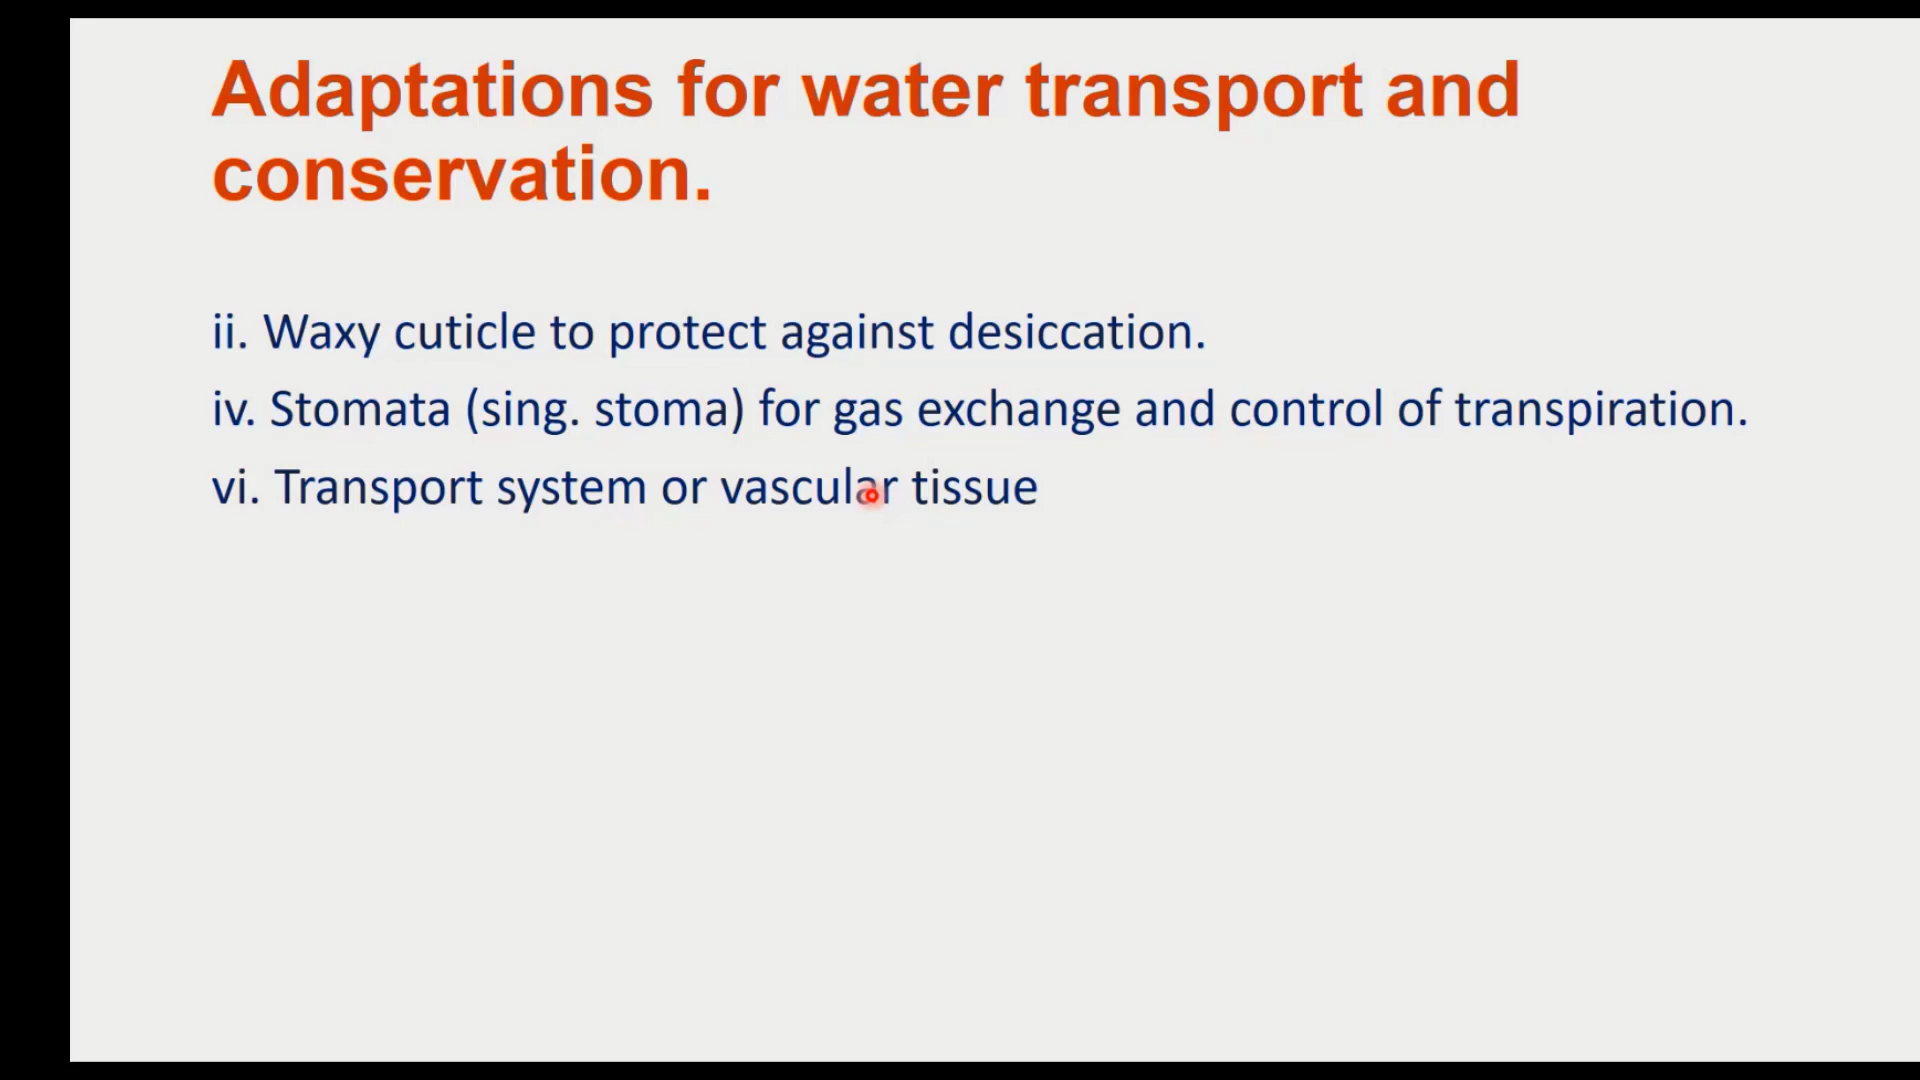 Adaptations for water transport and
conservation.
ii. Waxy cuticle to protect against desiccation.
iv. Stomata (sing. stoma) for gas exchange and control of transpiration.
vi. Transport system or vascular tissue